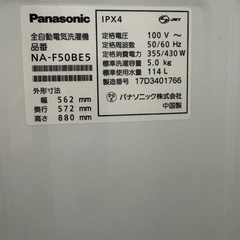 Panasonic
IPX4
JET
全自動電気洗濯機
品番
NA-F50BE5
外形寸法
幅 562 mm
奥行 572 mm
高さ 880 mm
定格電圧 100 V ～
定格周波数 50/60 Hz
定格消費電力 355/430 W
標準洗濯容量 5.0 kg
標準使用水量 114 L
製造番号 17D3401766
パナソニック株式会社
中国製